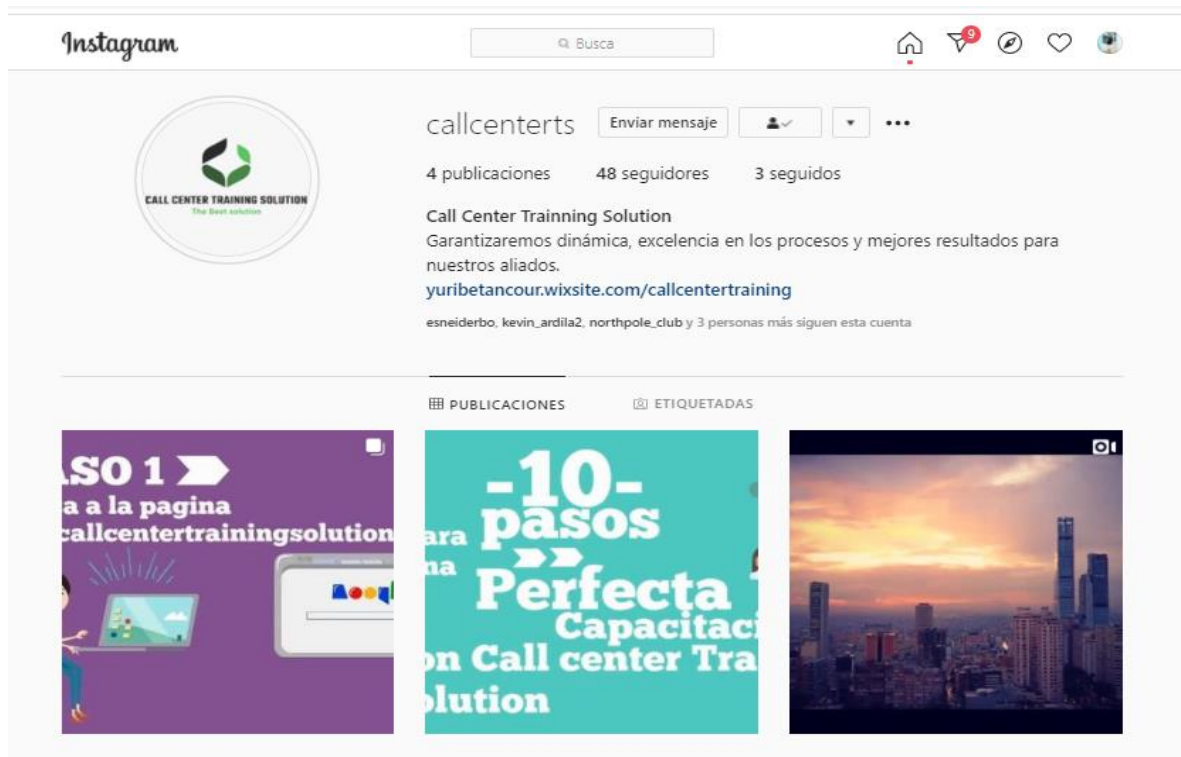 Instagram
Busca
9
callcenterts Enviar mensaje
4 publicaciones 48 seguidores 3 seguidos
Call Center Trainning Solution
Garantizaremos dinámica, excelencia en los procesos y mejores resultados para
nuestros aliados.
yuribetancour.wixsite.com/callcentertraining
esneiderbo, kevin_ardila2, northpole_club y 3 personas más siguen esta cuenta
CALL CENTER TRAINING SOLUTION
The Best solution
PUBLICACIONES ETIQUETADAS
ASO 1
a a la pagina
callcentertrainingsolution
-10-
ara pasos
na
Perfecta
Capacitaci
on Call center Tra
olution